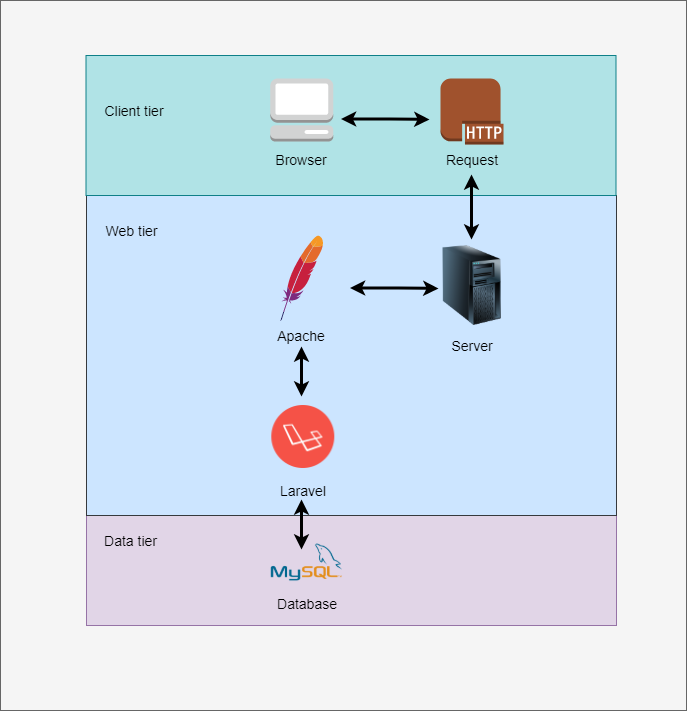 Client tier
HTTP
Browser
Request
Web tier
Apache
Server
Laravel
Data tier
MySQL
Database